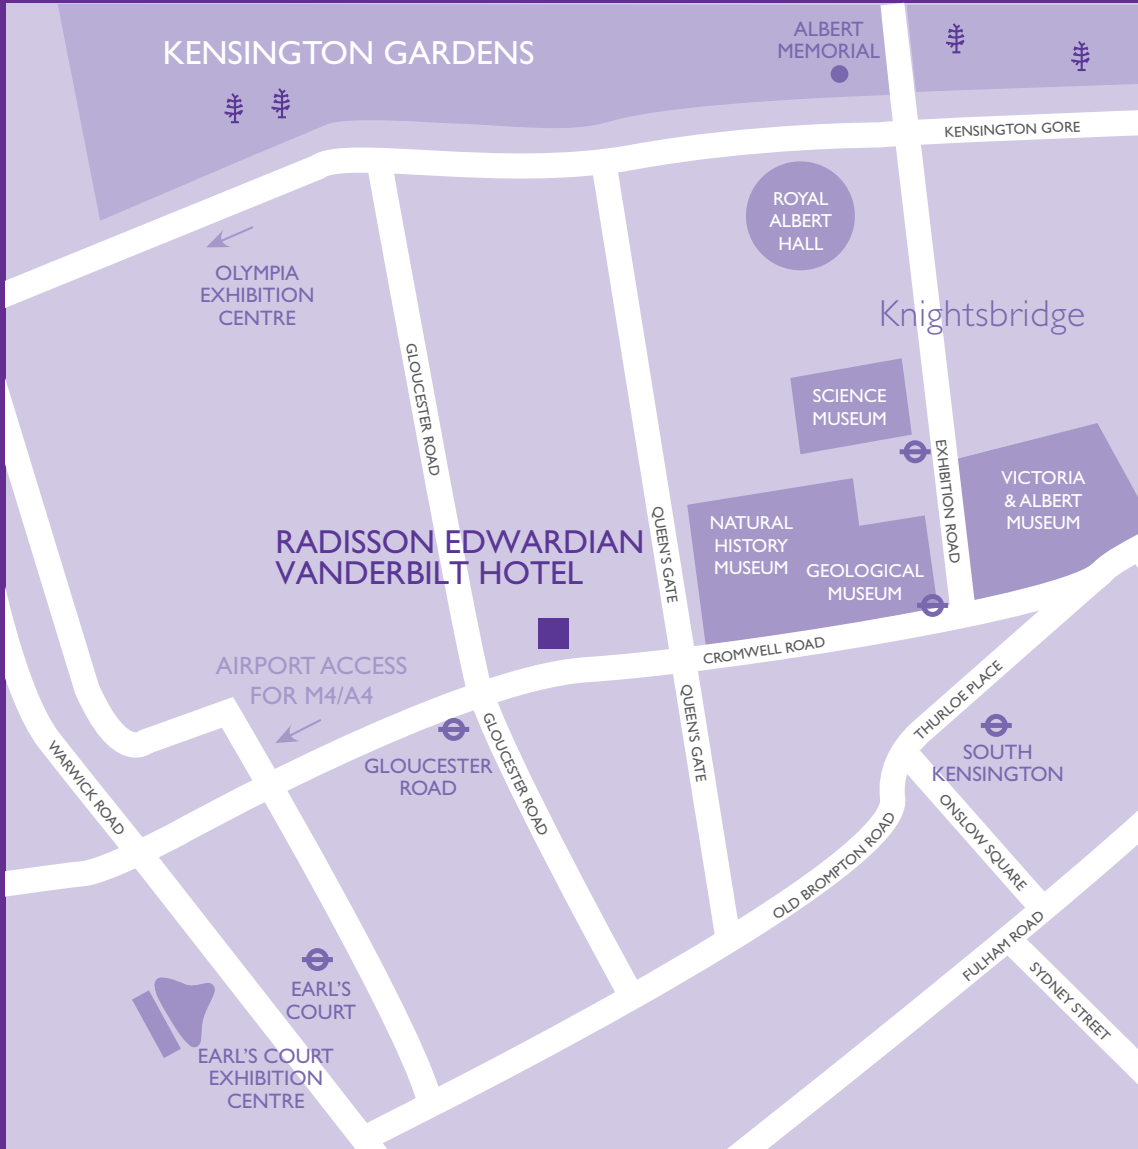 KENSINGTON GARDENS
ALBERT
MEMORIAL
KENSINGTON GORE
ROYAL
ALBERT
HALL
OLYMPIA
EXHIBITION
CENTRE
Knightsbridge
GLOUCESTER ROAD
SCIENCE
MUSEUM
EXHIBITION ROAD
VICTORIA
& ALBERT
MUSEUM
QUEEN'S GATE
NATURAL
HISTORY
MUSEUM
GEOLOGICAL
MUSEUM
RADISSON EDWARDIAN
VANDERBILT HOTEL
CROMWELL ROAD
AIRPORT ACCESS
FOR M4/A4
THURLOE PLACE
QUEEN'S GATE
GLOUCESTER ROAD
WARWICK ROAD
GLOUCESTER
ROAD
SOUTH
KENSINGTON
ONSLOW SQUARE
OLD BROMPTON ROAD
FULHAM ROAD
SYDNEY STREET
EARL'S
COURT
EARL'S COURT
EXHIBITION
CENTRE